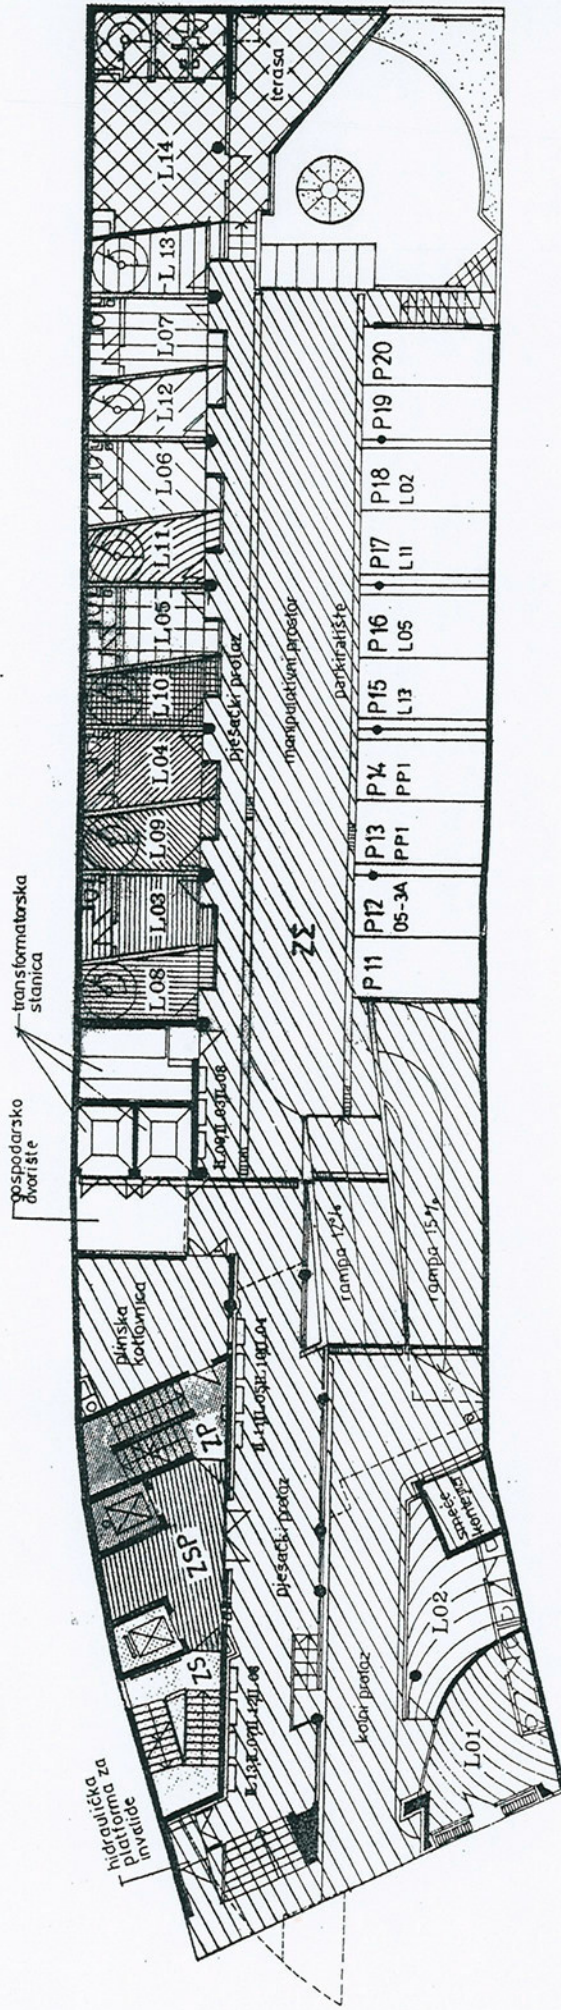 hidraulička
platforma za
invalide
gospodarsko
dvorište
transformatorska
stanica
ZS
ZSP
ZP
plinska
kotlovnica
L08
L03
L09
L04
L10
L05
L11
L06
L12
L07
L13
L14
terasa
pješački prolaz
pješački prolaz
kolni prolaz
rampa 12%
rampa 15%
ZΣ
manipulativni prostor
parkiralište
L01
L02
smeće
P11
P12
05-3A
P13
PP1
P14
PP1
P15
L13
P16
L05
P17
L11
P18
L02
P19
P20